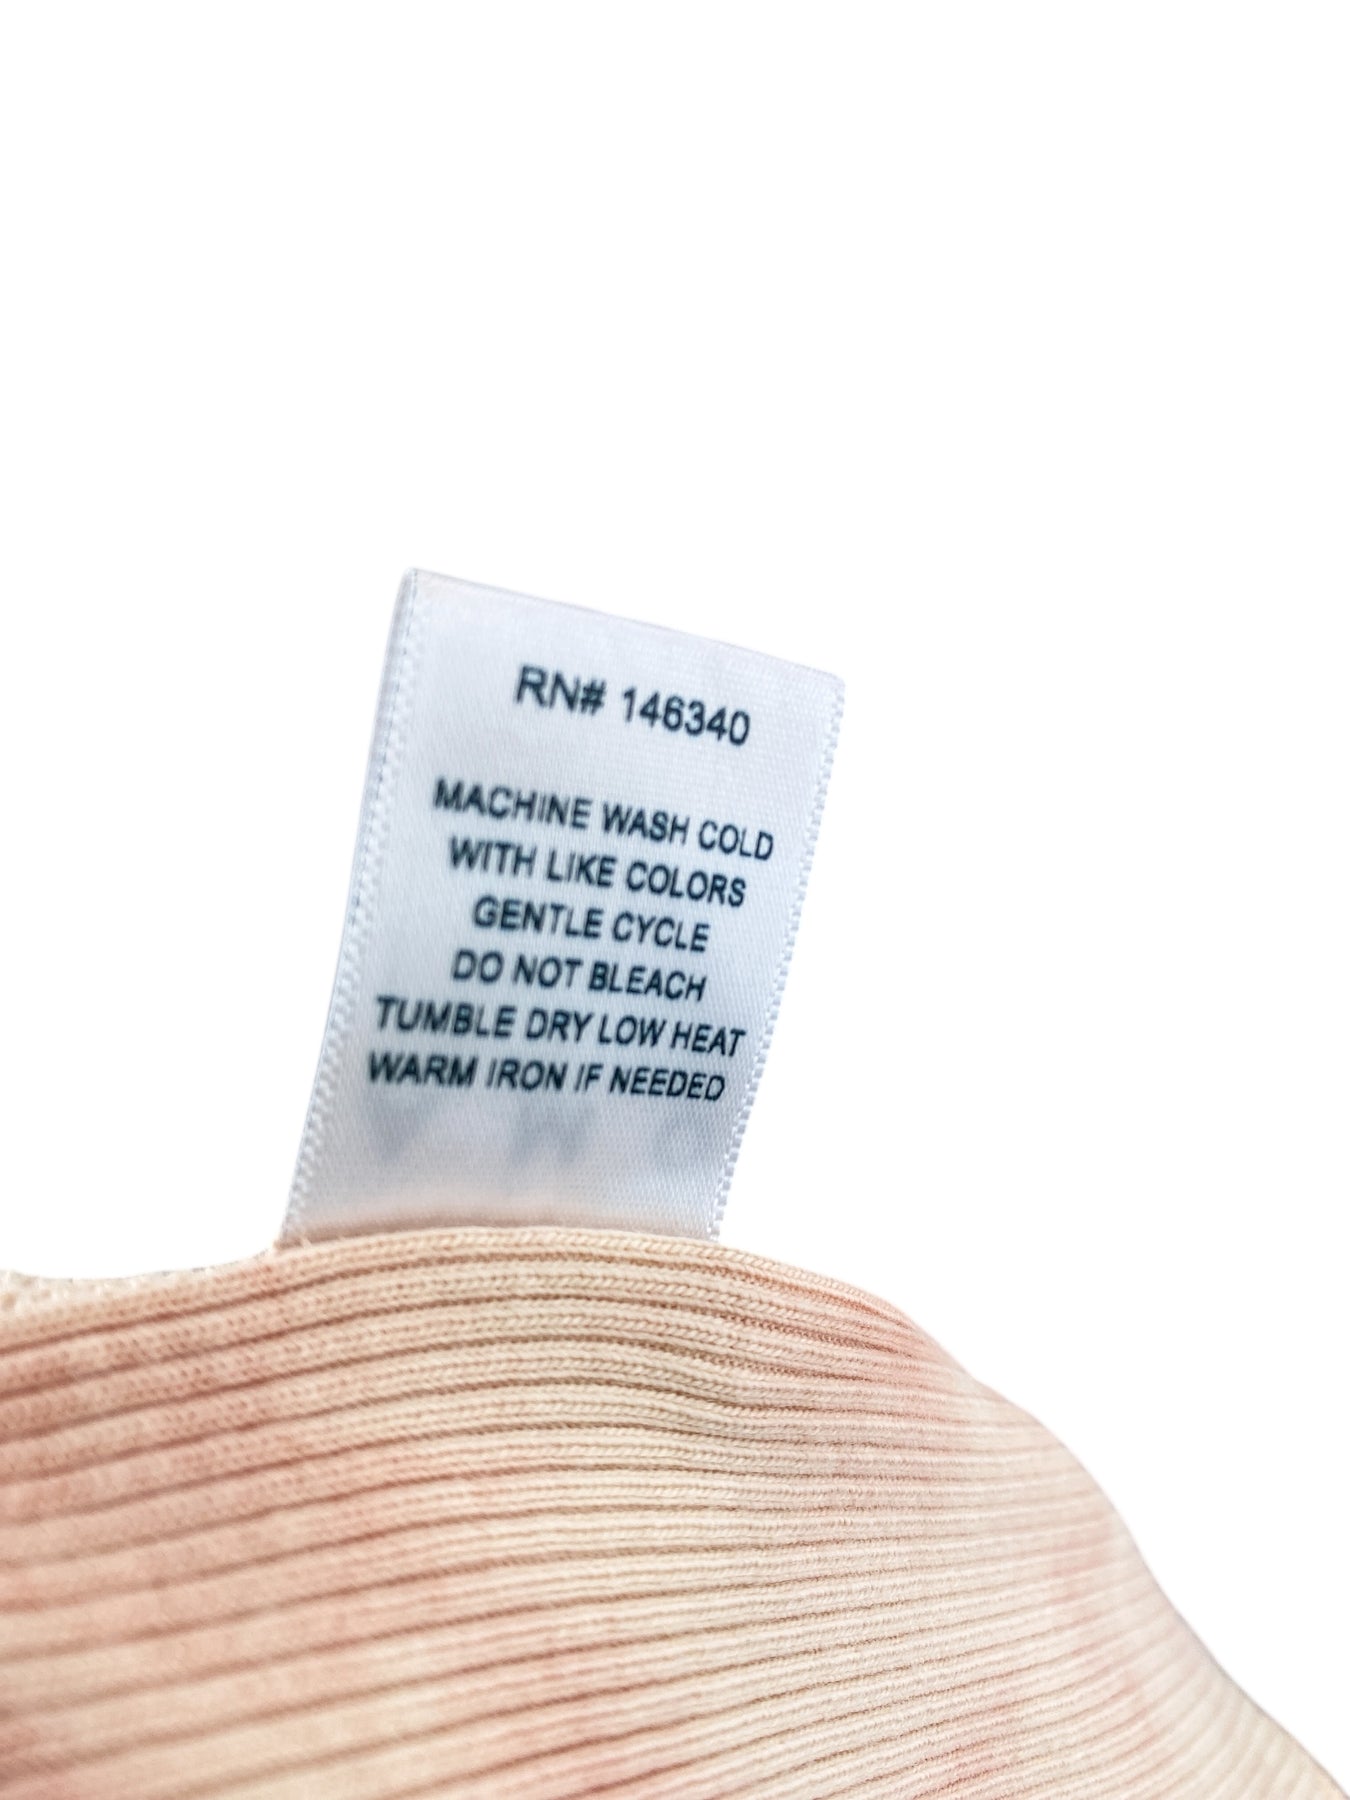 RN# 146340
MACHINE WASH COLD
WITH LIKE COLORS
GENTLE CYCLE
DO NOT BLEACH
TUMBLE DRY LOW HEAT
WARM IRON IF NEEDED